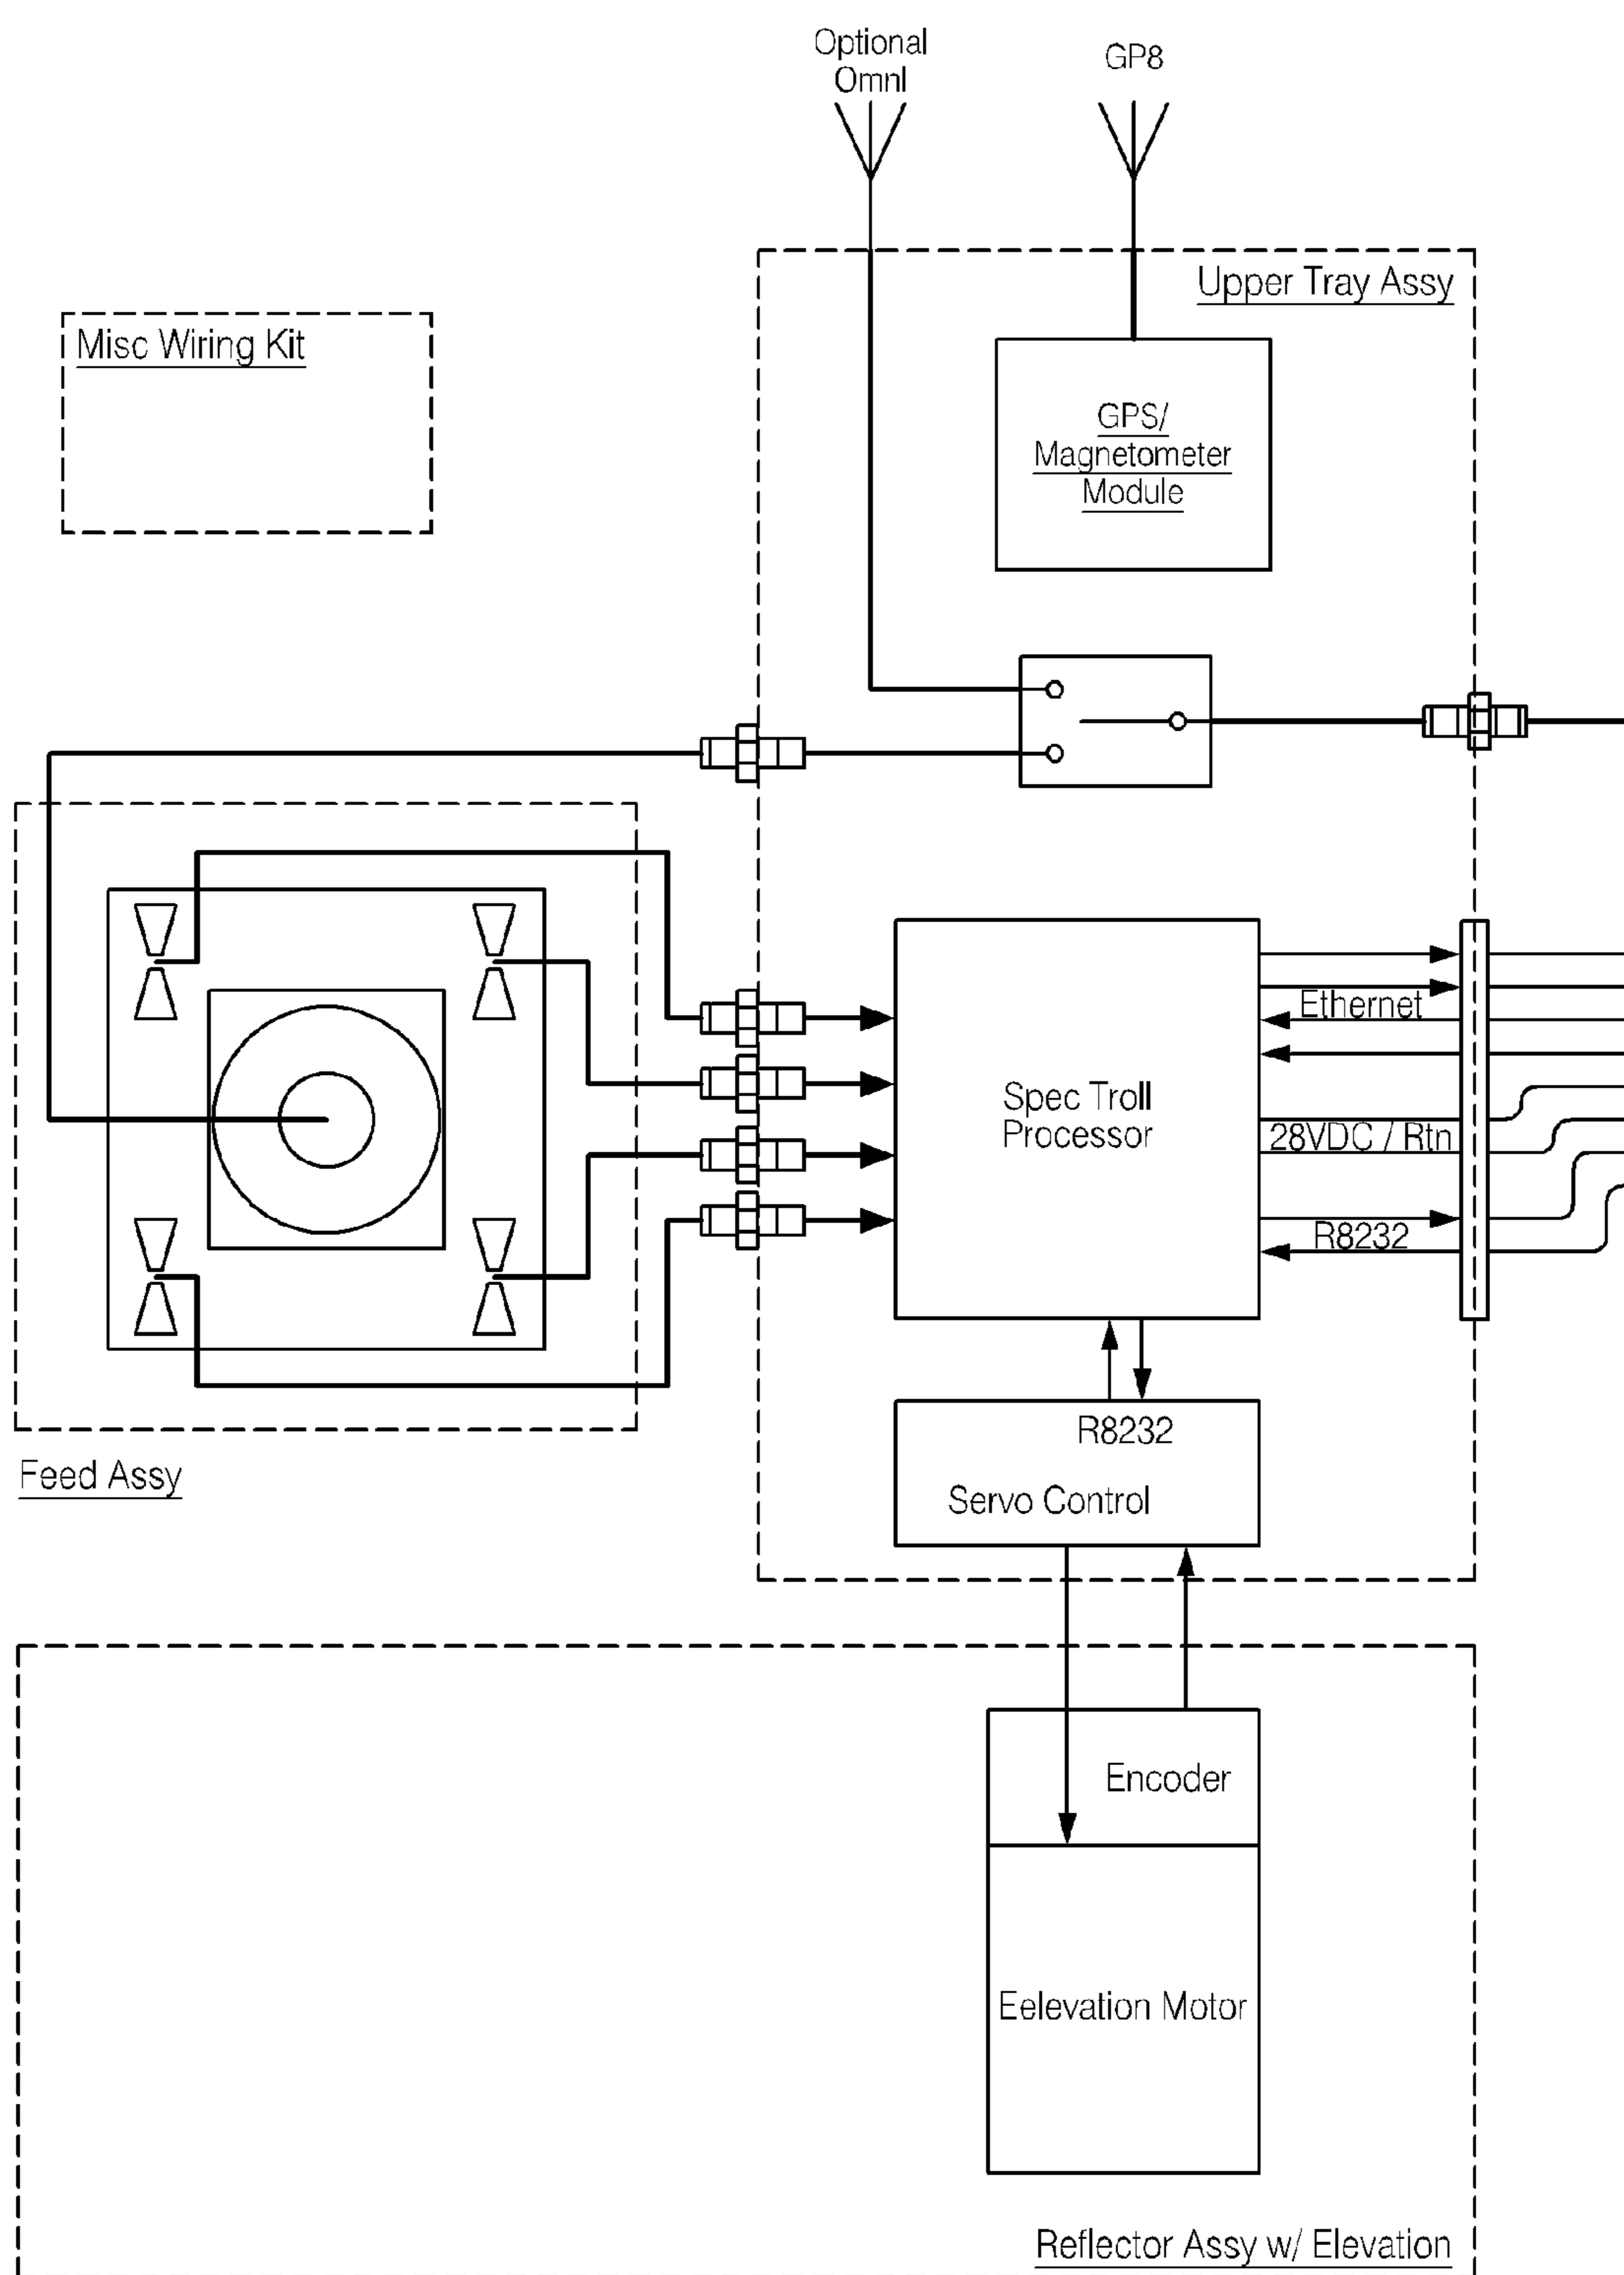 Optional
Omnl
GP8
Upper Tray Assy
Misc Wiring Kit
GPS/
Magnetometer
Module
Ethernet
Spec Troll
Processor
28VDC / Rtn
R8232
R8232
Servo Control
Feed Assy
Encoder
Eelevation Motor
Reflector Assy w/ Elevation